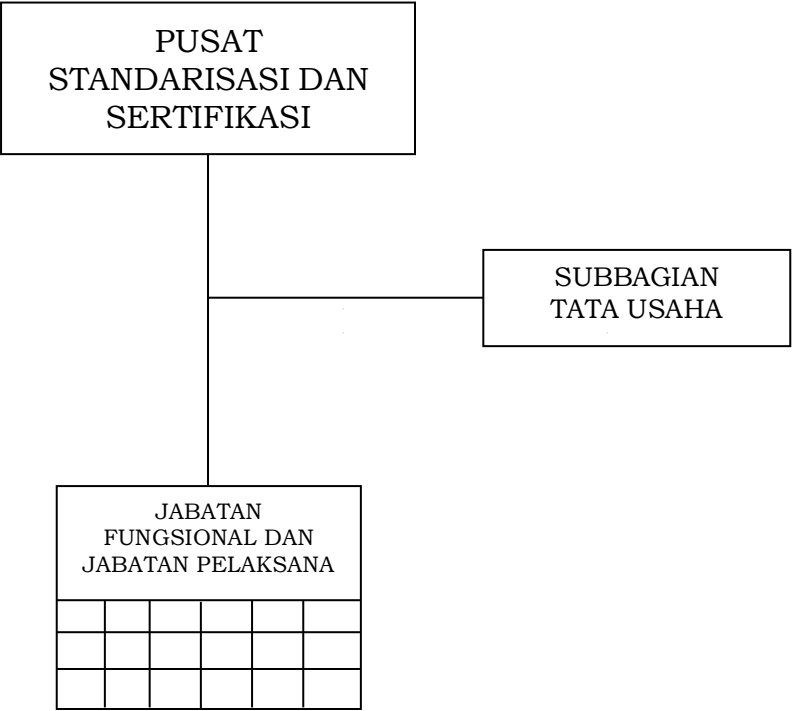 PUSAT
STANDARISASI DAN
SERTIFIKASI
SUBBAGIAN
TATA USAHA
JABATAN
FUNGSIONAL DAN
JABATAN PELAKSANA